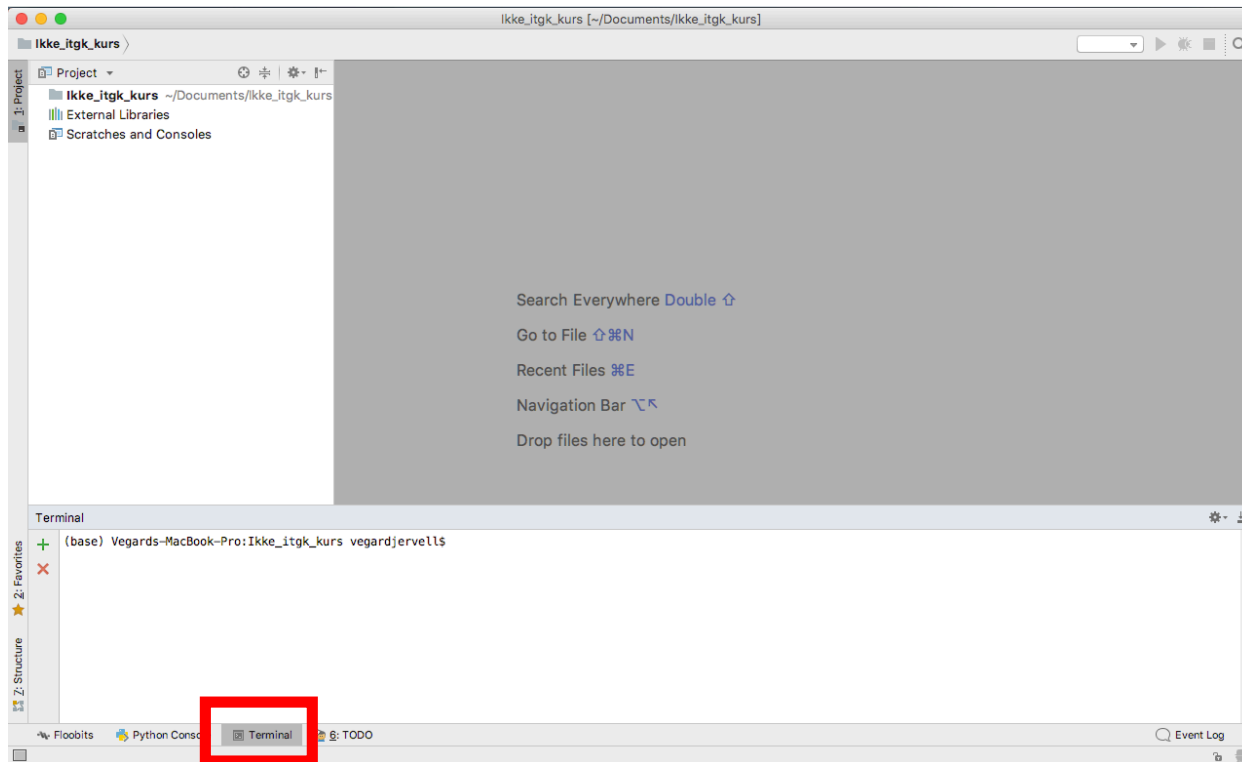 Ikke_itgk_kurs [~/Documents/Ikke_itgk_kurs]
Ikke_itgk_kurs
1: Project
Project
Ikke_itgk_kurs ~/Documents/Ikke_itgk_kurs
External Libraries
Scratches and Consoles
Search Everywhere Double ⇧
Go to File ⇧⌘N
Recent Files ⌘E
Navigation Bar ⌥↖
Drop files here to open
Terminal
(base) Vegards-MacBook-Pro:Ikke_itgk_kurs vegardjervell$
2: Favorites
7: Structure
Floobits Python Conso Terminal 6: TODO Event Log